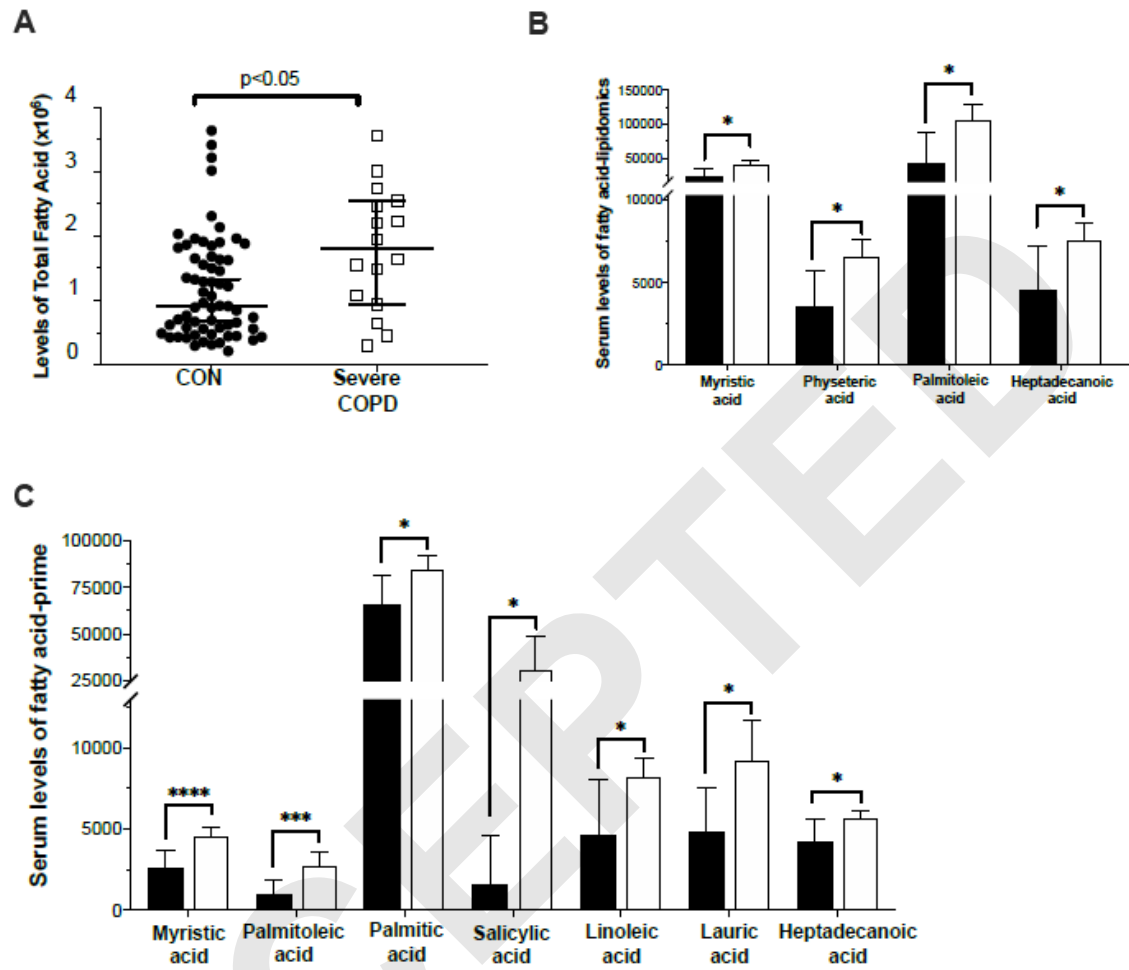 A
p<0.05
Levels of Total Fatty Acid (x10⁶)
4
3
2
1
0
CON
Severe
COPD
B
Serum levels of fatty acid-lipidomics
150000
100000
50000
10000
5000
0
*
*
*
*
Myristic
acid
Physeteric
acid
Palmitoleic
acid
Heptadecanoic
acid
C
Serum levels of fatty acid-prime
100000
75000
50000
25000
10000
5000
0
****
***
*
*
*
*
*
Myristic
acid
Palmitoleic
acid
Palmitic
acid
Salicylic
acid
Linoleic
acid
Lauric
acid
Heptadecanoic
acid
CEPTED